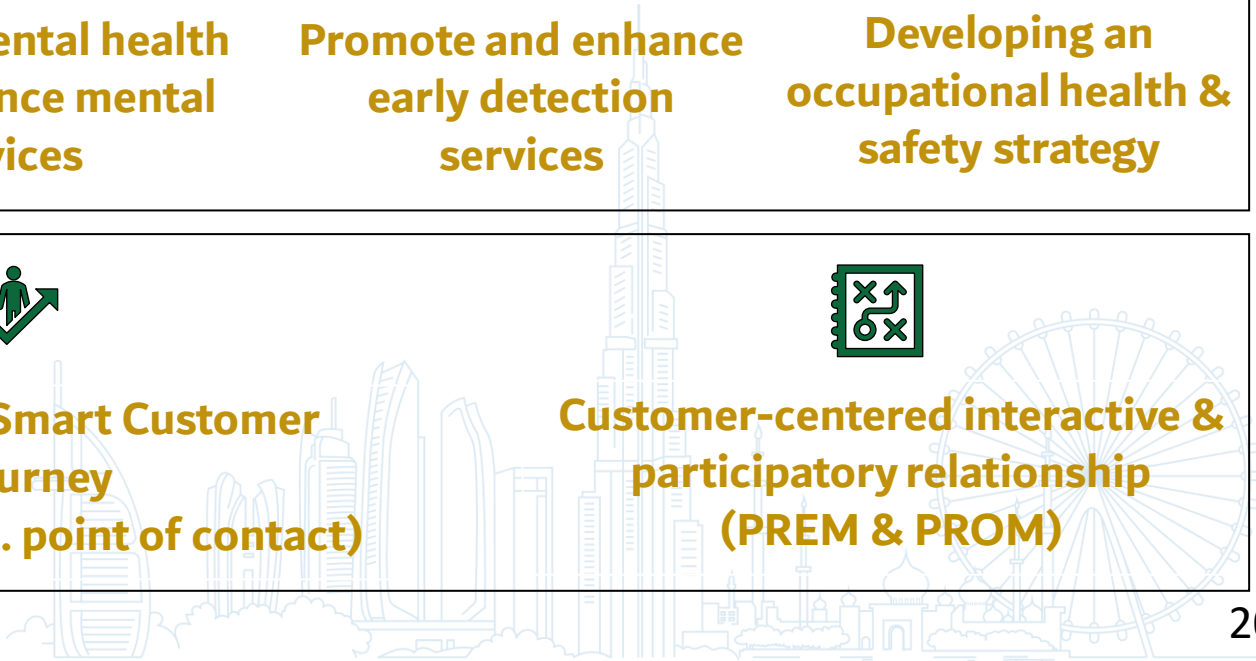 ental health
nce mental
vices
Promote and enhance
early detection
services
Developing an
occupational health &
safety strategy
Smart Customer
urney
. point of contact)
Customer-centered interactive &
participatory relationship
(PREM & PROM)